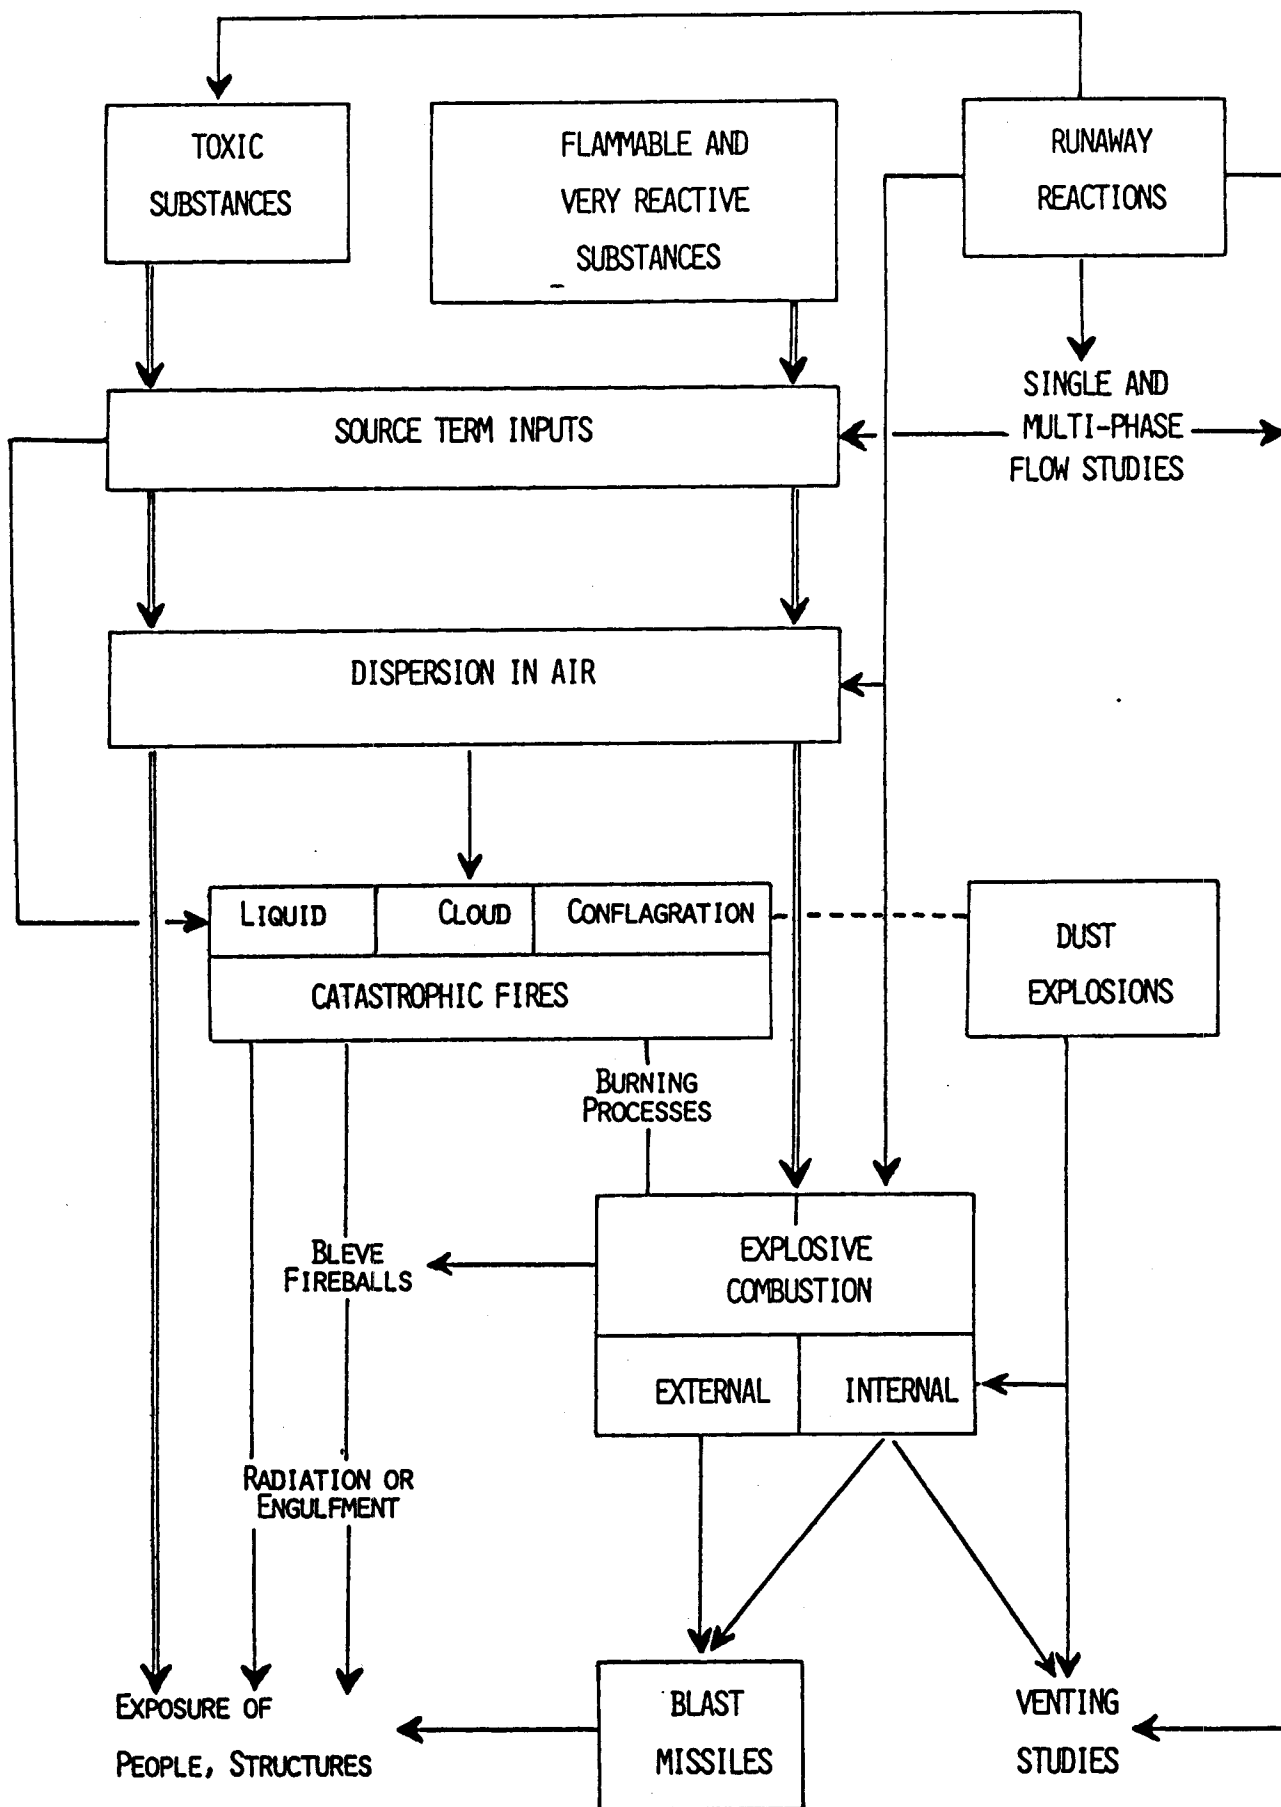 TOXIC
SUBSTANCES
FLAMMABLE AND
VERY REACTIVE
SUBSTANCES
RUNAWAY
REACTIONS
SINGLE AND
MULTI-PHASE
FLOW STUDIES
SOURCE TERM INPUTS
DISPERSION IN AIR
LIQUID
CLOUD
CONFLAGRATION
CATASTROPHIC FIRES
DUST
EXPLOSIONS
BURNING
PROCESSES
BLEVE
FIREBALLS
EXPLOSIVE
COMBUSTION
EXTERNAL
INTERNAL
RADIATION OR
ENGULFMENT
EXPOSURE OF
PEOPLE, STRUCTURES
BLAST
MISSILES
VENTING
STUDIES